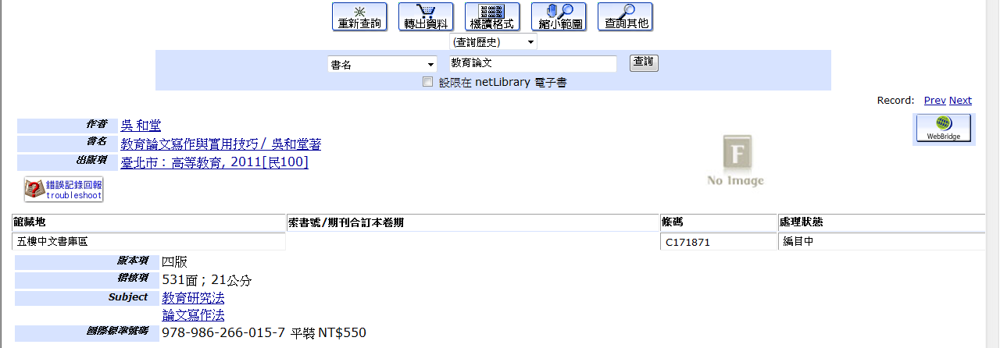 重新查詢 轉出資料 機讀格式 縮小範圍 查詢其他
(查詢歷史)
書名 教育論文 查詢
設限在 netLibrary 電子書
Record: Prev Next
作者 吳 和堂
書名 教育論文寫作與實用技巧 / 吳和堂著
出版項 臺北市 : 高等教育, 2011[民100]
WebBridge
F
No Image
錯誤記錄回報
troubleshoot
館藏地 索書號/期刊合訂本卷期 條碼 處理狀態
五樓中文書庫區 C171871 編目中
版本項 四版
稽核項 531面 ; 21公分
Subject 教育研究法
論文寫作法
國際標準號碼 978-986-266-015-7 平裝 NT$550